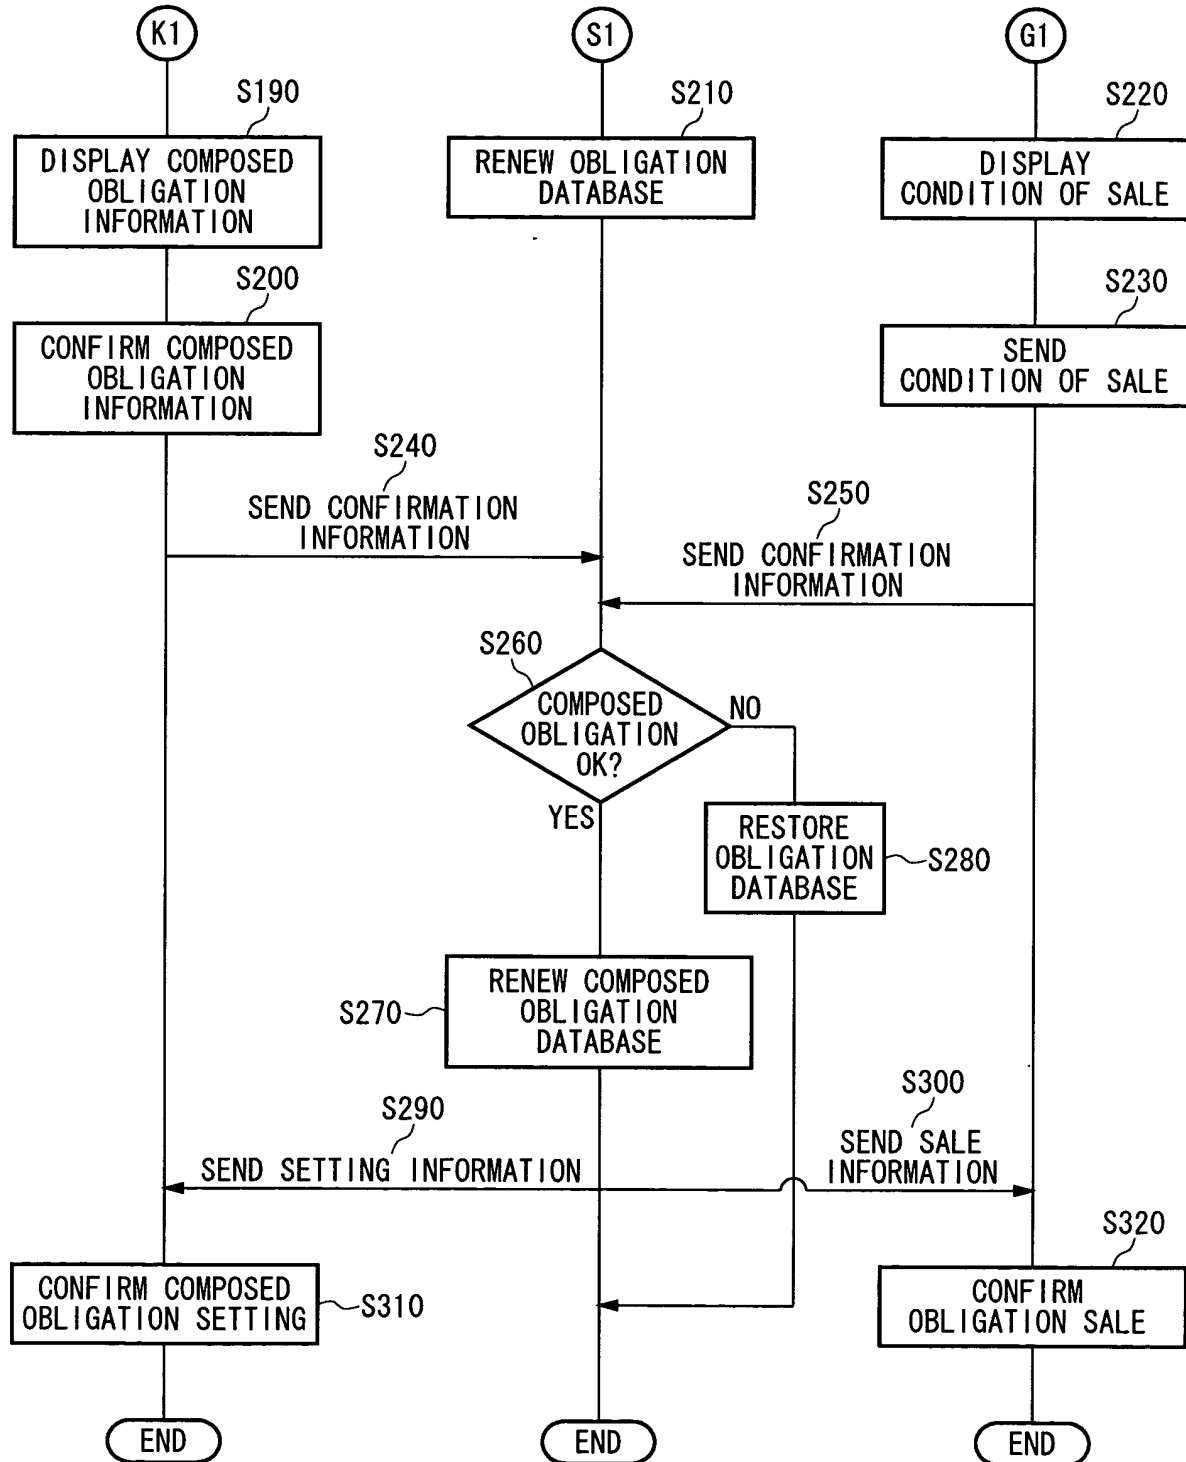 K1
S1
G1
S190
S210
S220
DISPLAY COMPOSED
OBLIGATION
INFORMATION
RENEW OBLIGATION
DATABASE
DISPLAY
CONDITION OF SALE
S200
S230
CONFIRM COMPOSED
OBLIGATION
INFORMATION
SEND
CONDITION OF SALE
S240
SEND CONFIRMATION
INFORMATION
S250
SEND CONFIRMATION
INFORMATION
S260
COMPOSED
OBLIGATION
OK?
NO
YES
RESTORE
OBLIGATION
DATABASE
S280
RENEW COMPOSED
OBLIGATION
DATABASE
S270
S290
SEND SETTING INFORMATION
S300
SEND SALE
INFORMATION
S320
CONFIRM COMPOSED
OBLIGATION SETTING
S310
CONFIRM
OBLIGATION SALE
END
END
END